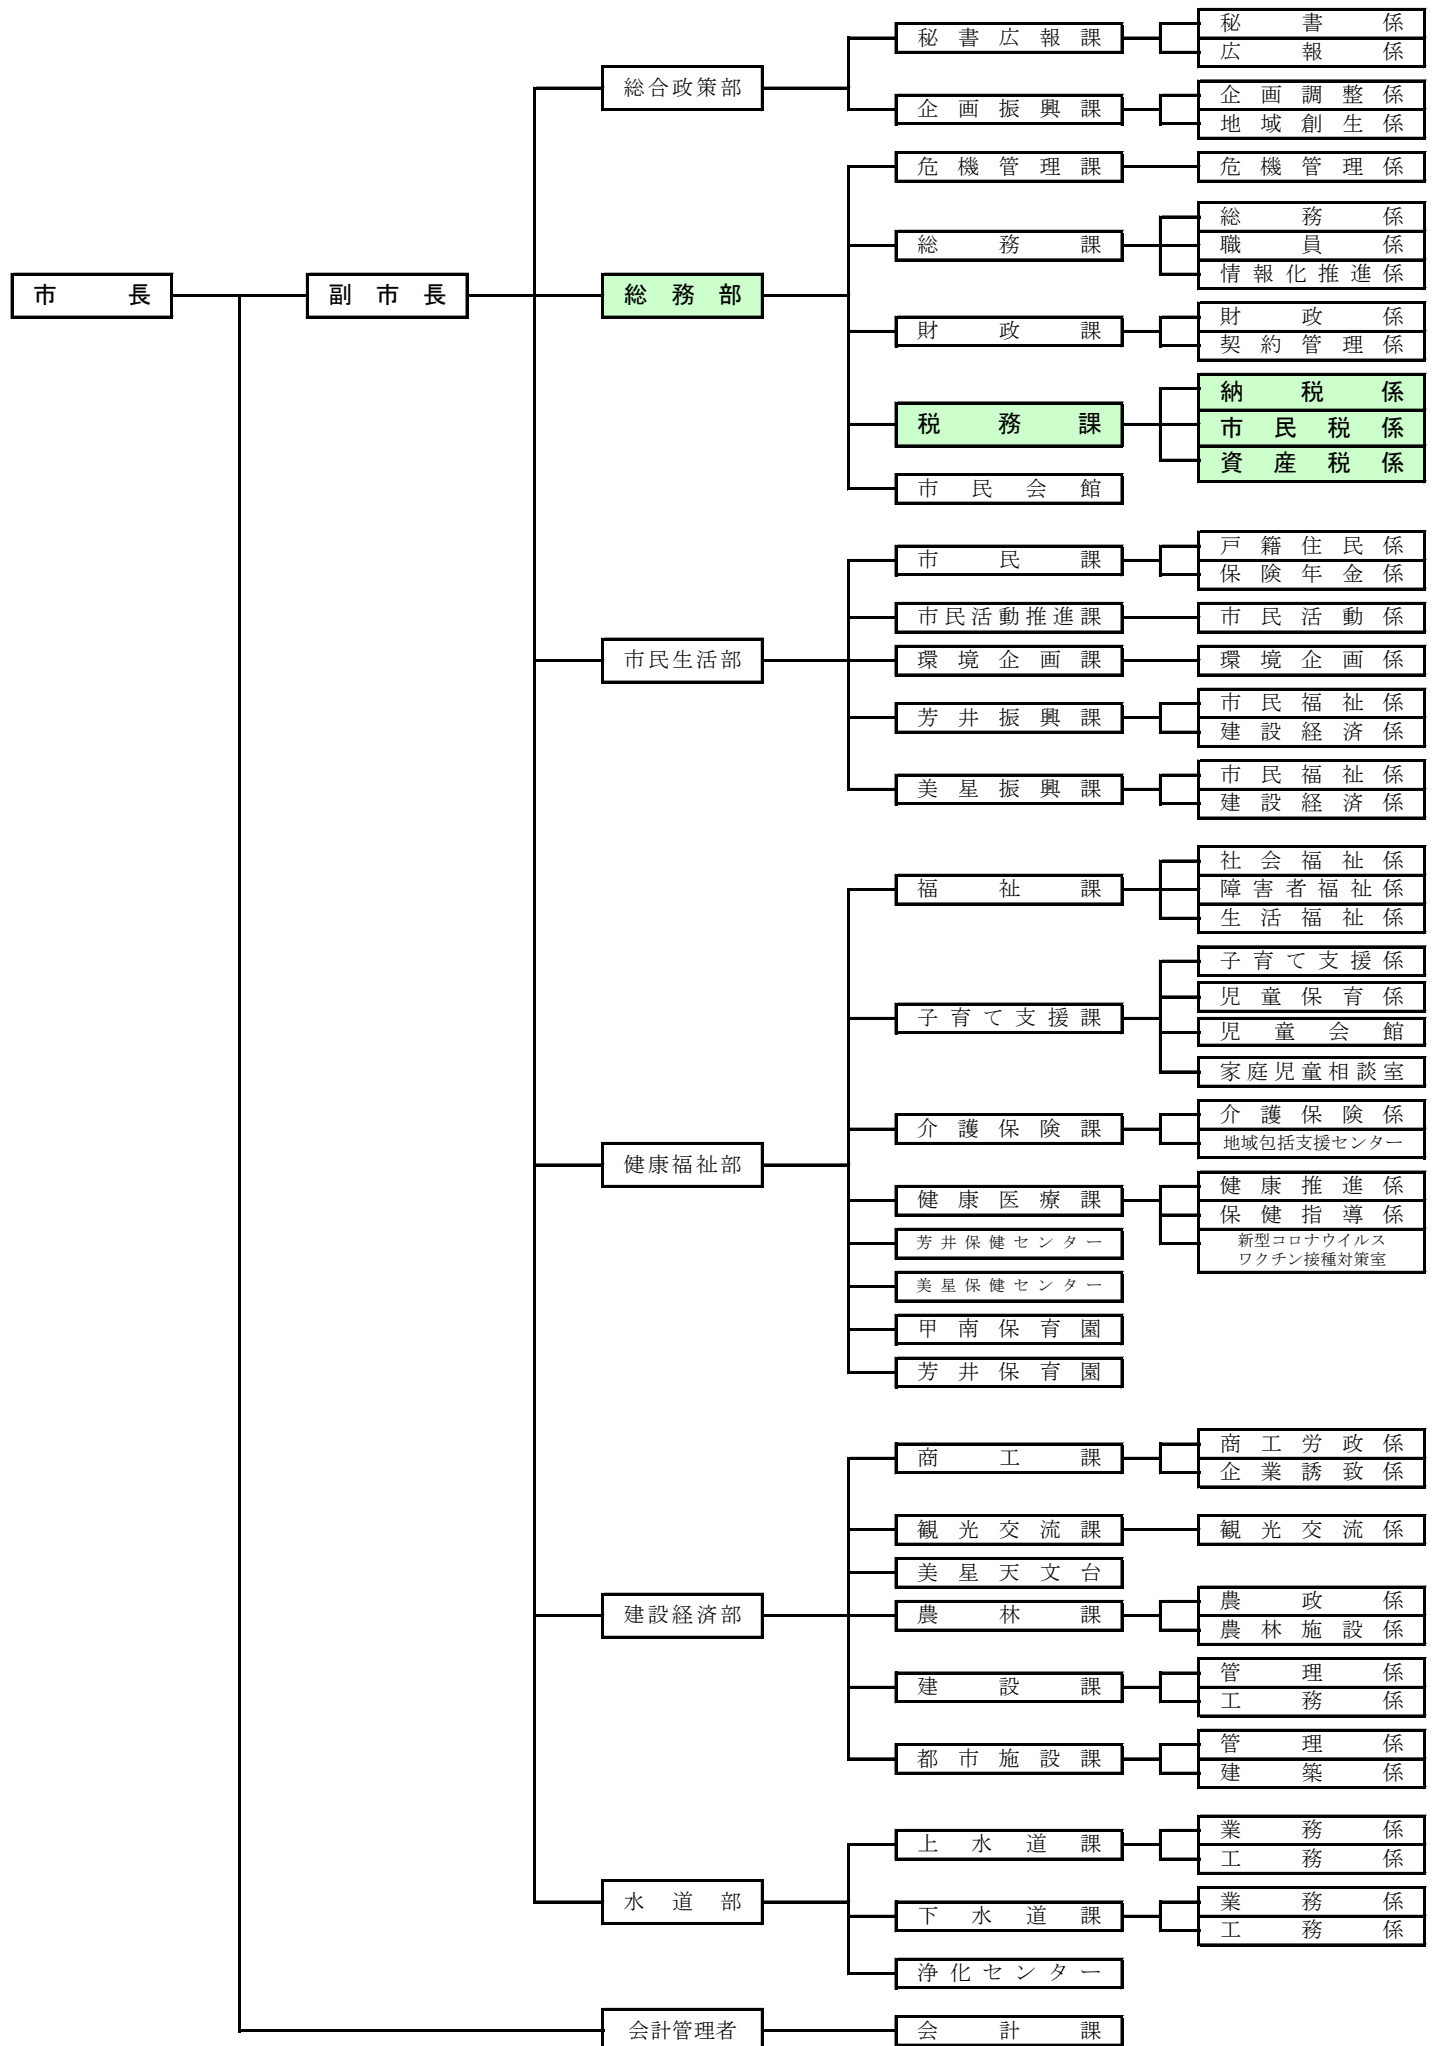 市長
副市長
総合政策部
秘書広報課
秘書係
広報係
企画振興課
企画調整係
地域創生係
総務部
危機管理課
危機管理係
総務課
総務係
職員係
情報化推進係
財政課
財政係
契約管理係
税務課
納税係
市民税係
資産税係
市民会館
市民生活部
市民課
戸籍住民係
保険年金係
市民活動推進課
市民活動係
環境企画課
環境企画係
芳井振興課
市民福祉係
建設経済係
美星振興課
市民福祉係
建設経済係
健康福祉部
福祉課
社会福祉係
障害者福祉係
生活福祉係
子育て支援課
子育て支援係
児童保育係
児童会館
家庭児童相談室
介護保険課
介護保険係
地域包括支援センター
健康医療課
健康推進係
保健指導係
新型コロナウイルス
ワクチン接種対策室
芳井保健センター
美星保健センター
甲南保育園
芳井保育園
建設経済部
商工課
商工労政係
企業誘致係
観光交流課
観光交流係
美星天文台
農林課
農政係
農林施設係
建設課
管理係
工務係
都市施設課
管理係
建築係
水道部
上水道課
業務係
工務係
下水道課
業務係
工務係
浄化センター
会計管理者
会計課